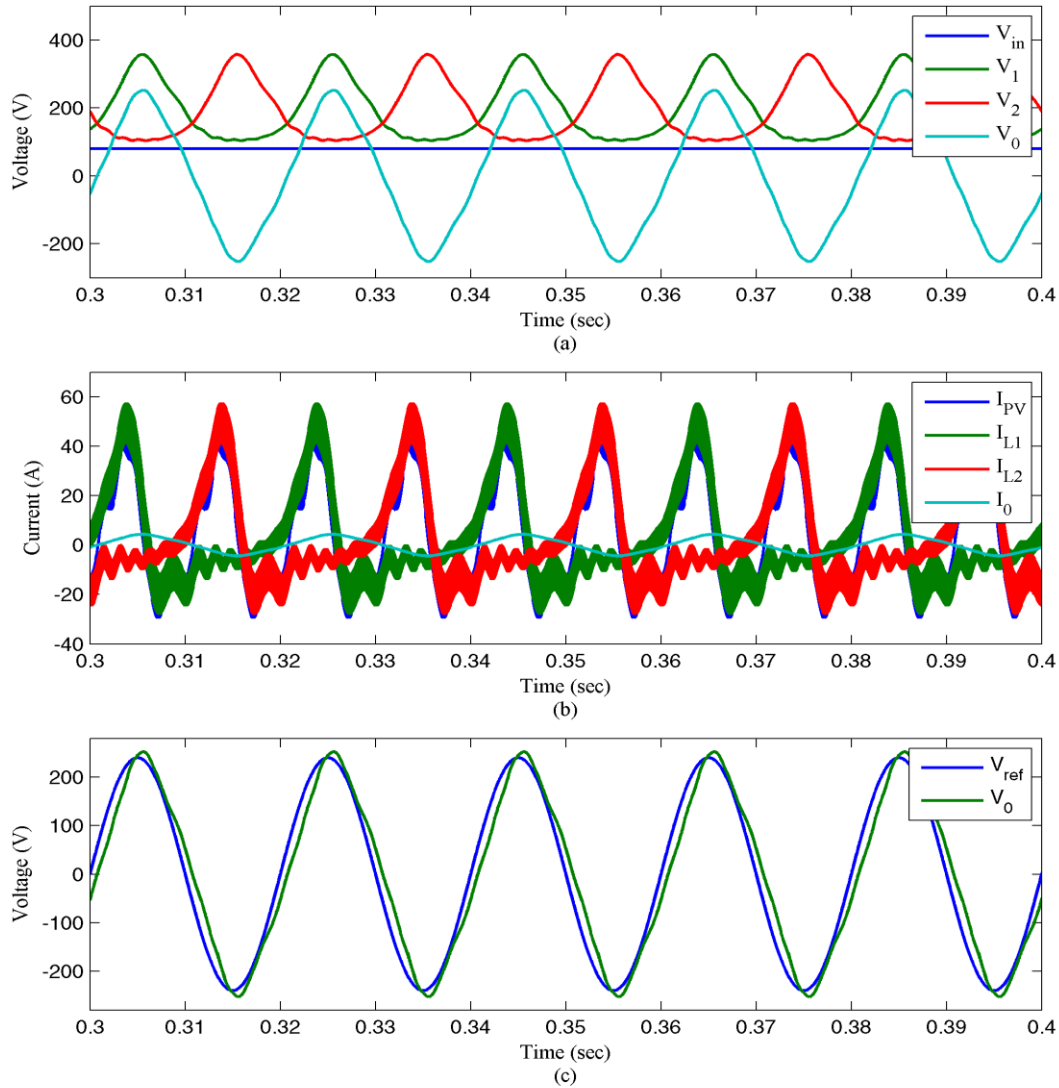 400
200
0
-200
Voltage (V)
V_in
V_1
V_2
V_0
0.3 0.31 0.32 0.33 0.34 0.35 0.36 0.37 0.38 0.39 0.4
Time (sec)
(a)
60
40
20
0
-20
-40
Current (A)
I_PV
I_L1
I_L2
I_0
0.3 0.31 0.32 0.33 0.34 0.35 0.36 0.37 0.38 0.39 0.4
Time (sec)
(b)
200
100
0
-100
-200
Voltage (V)
V_ref
V_0
0.3 0.31 0.32 0.33 0.34 0.35 0.36 0.37 0.38 0.39 0.4
Time (sec)
(c)